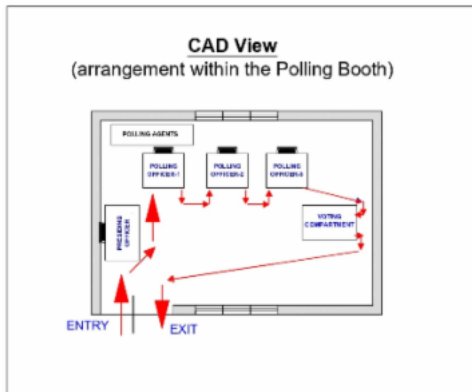 CAD View
(arrangement within the Polling Booth)
POLLING AGENTS
POLLING
OFFICER-1
POLLING
OFFICER-2
POLLING
OFFICER-3
PRESIDING
OFFICER
VOTING
COMPARTMENT
ENTRY
EXIT